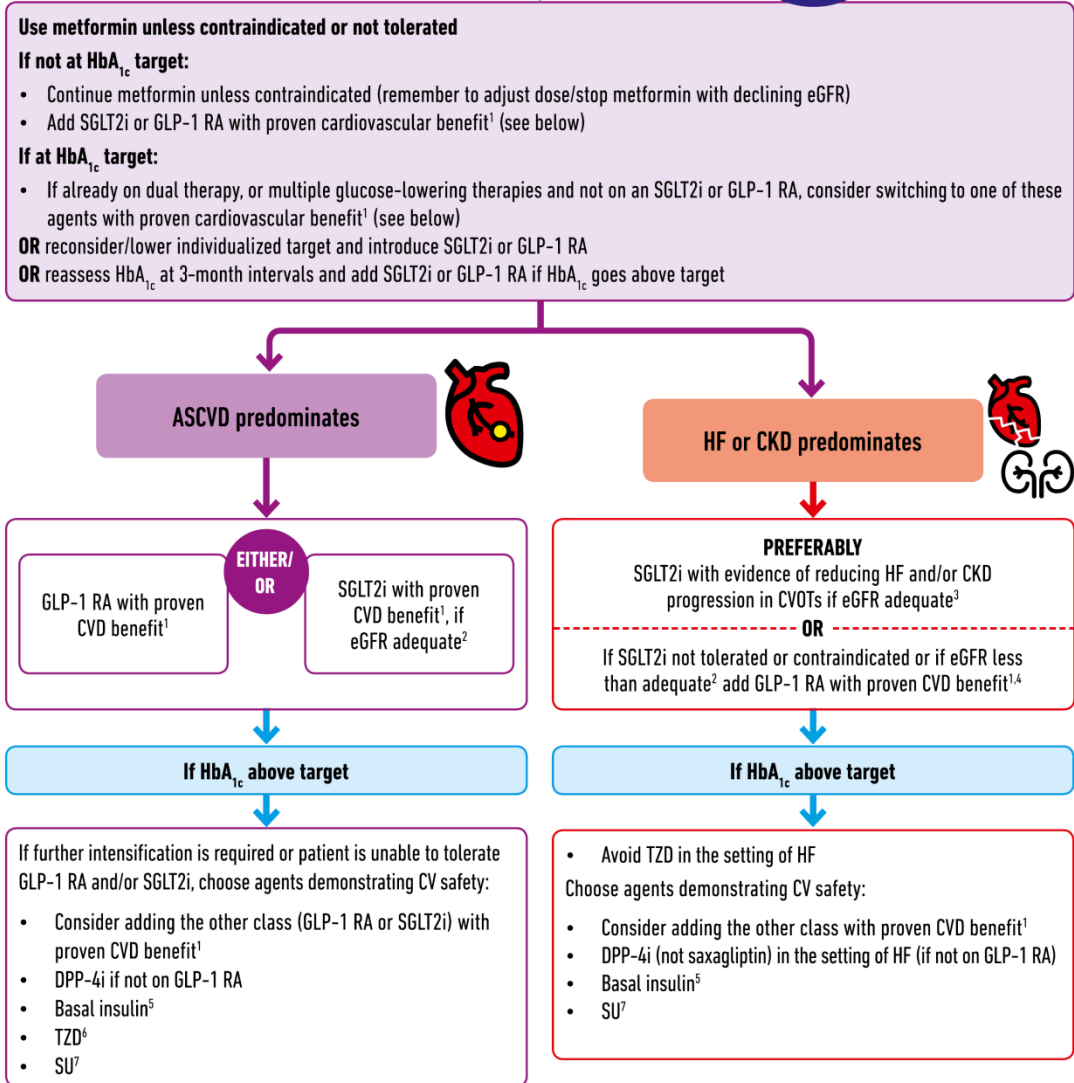 Use metformin unless contraindicated or not tolerated
If not at HbA1c target:
• Continue metformin unless contraindicated (remember to adjust dose/stop metformin with declining eGFR)
• Add SGLT2i or GLP-1 RA with proven cardiovascular benefit¹ (see below)
If at HbA1c target:
• If already on dual therapy, or multiple glucose-lowering therapies and not on an SGLT2i or GLP-1 RA, consider switching to one of these
agents with proven cardiovascular benefit¹ (see below)
OR reconsider/lower individualized target and introduce SGLT2i or GLP-1 RA
OR reassess HbA1c at 3-month intervals and add SGLT2i or GLP-1 RA if HbA1c goes above target
ASCVD predominates
EITHER/
OR
GLP-1 RA with proven
CVD benefit¹
SGLT2i with proven
CVD benefit¹, if
eGFR adequate²
If HbA1c above target
If further intensification is required or patient is unable to tolerate
GLP-1 RA and/or SGLT2i, choose agents demonstrating CV safety:
• Consider adding the other class (GLP-1 RA or SGLT2i) with
proven CVD benefit¹
• DPP-4i if not on GLP-1 RA
• Basal insulin⁵
• TZD⁶
• SU⁷
HF or CKD predominates
PREFERABLY
SGLT2i with evidence of reducing HF and/or CKD
progression in CVOTs if eGFR adequate³
OR
If SGLT2i not tolerated or contraindicated or if eGFR less
than adequate² add GLP-1 RA with proven CVD benefit¹,⁴
If HbA1c above target
• Avoid TZD in the setting of HF
Choose agents demonstrating CV safety:
• Consider adding the other class with proven CVD benefit¹
• DPP-4i (not saxagliptin) in the setting of HF (if not on GLP-1 RA)
• Basal insulin⁵
• SU⁷